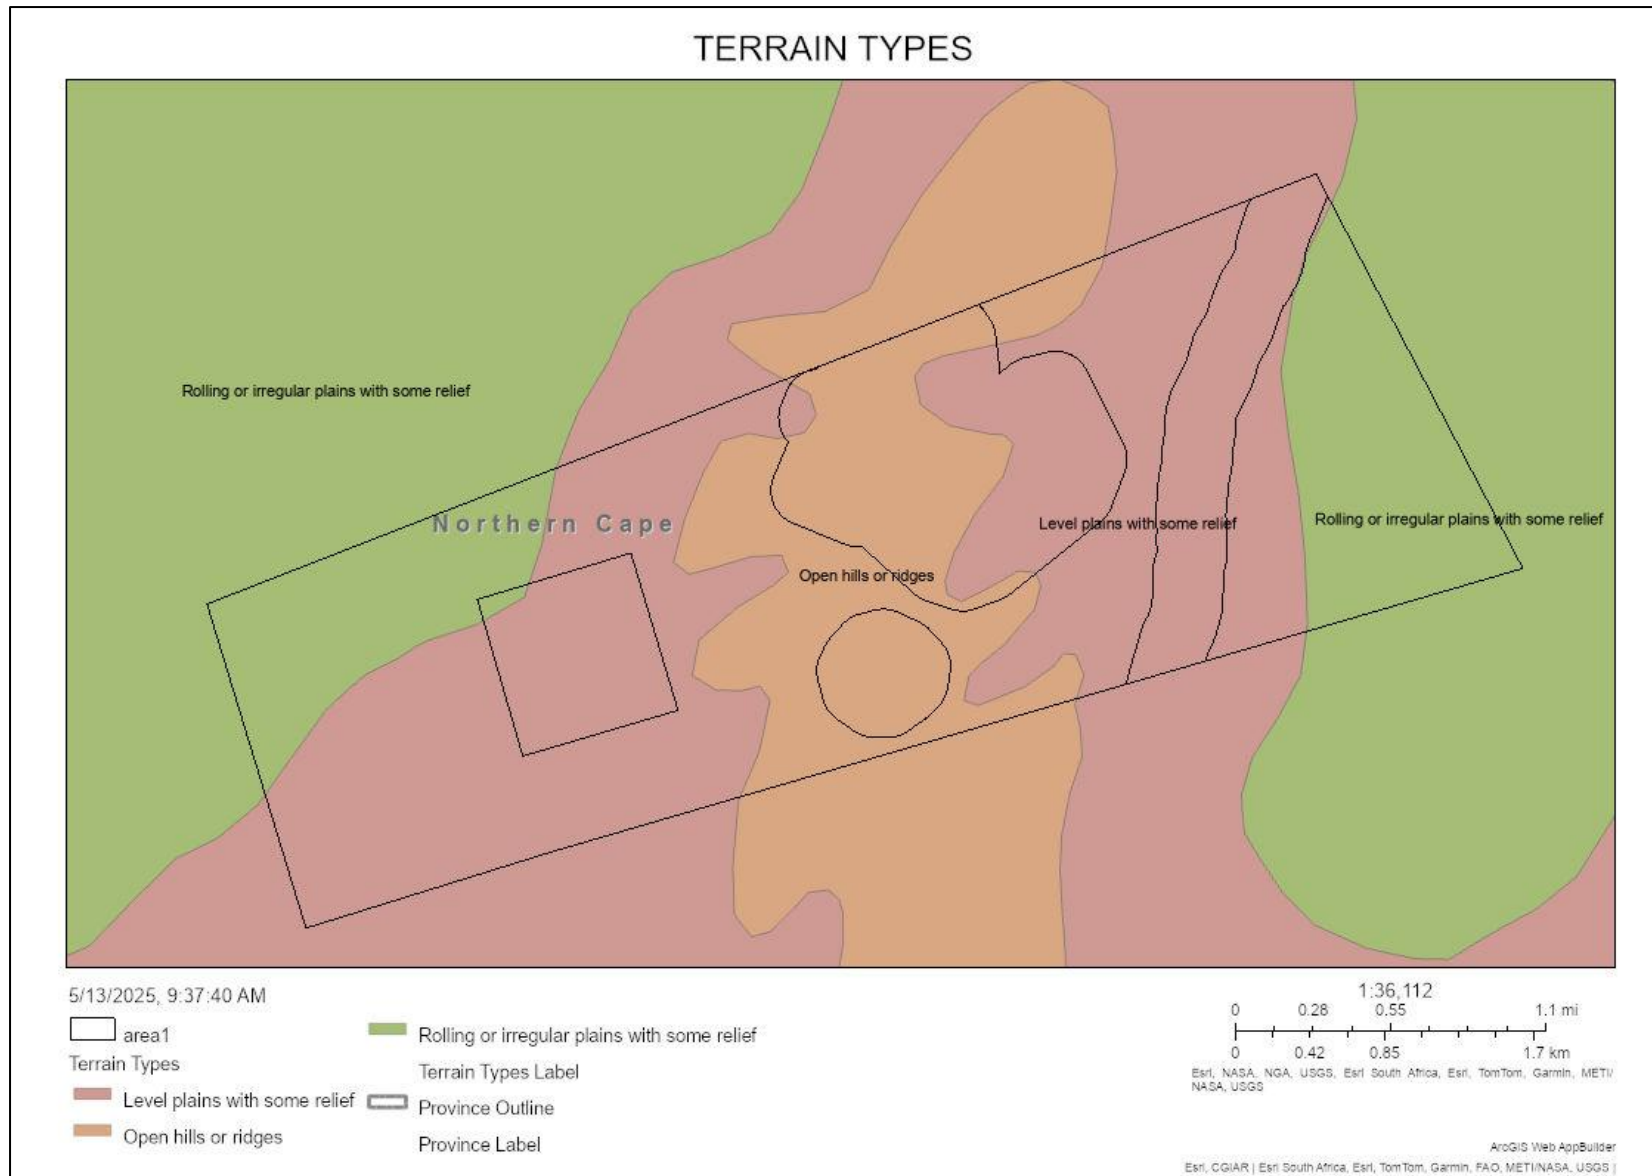 TERRAIN TYPES
Rolling or irregular plains with some relief
Northern Cape
Level plains with some relief
Rolling or irregular plains with some relief
Open hills or ridges
5/13/2025, 9:37:40 AM
area1
Terrain Types
Level plains with some relief
Open hills or ridges
Rolling or irregular plains with some relief
Terrain Types Label
Province Outline
Province Label
1:36,112
0 0.28 0.55 1.1 mi
0 0.42 0.85 1.7 km
Esri, NASA, NGA, USGS, Esri South Africa, Esri, TomTom, Garmin, METI/
NASA, USGS
ArcGIS Web AppBuilder
Esri, CGIAR | Esri South Africa, Esri, TomTom, Garmin, FAO, METI/NASA, USGS |